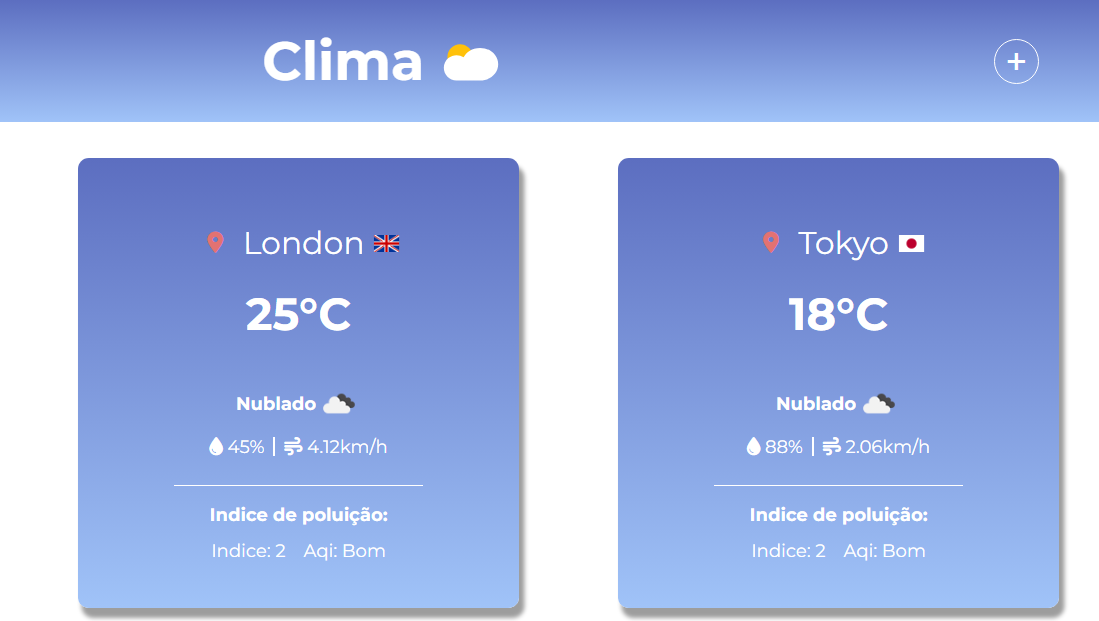 Clima
+
London
25°C
Nublado
45% | 4.12km/h
Indice de poluição:
Indice: 2 Aqi: Bom
Tokyo
18°C
Nublado
88% | 2.06km/h
Indice de poluição:
Indice: 2 Aqi: Bom